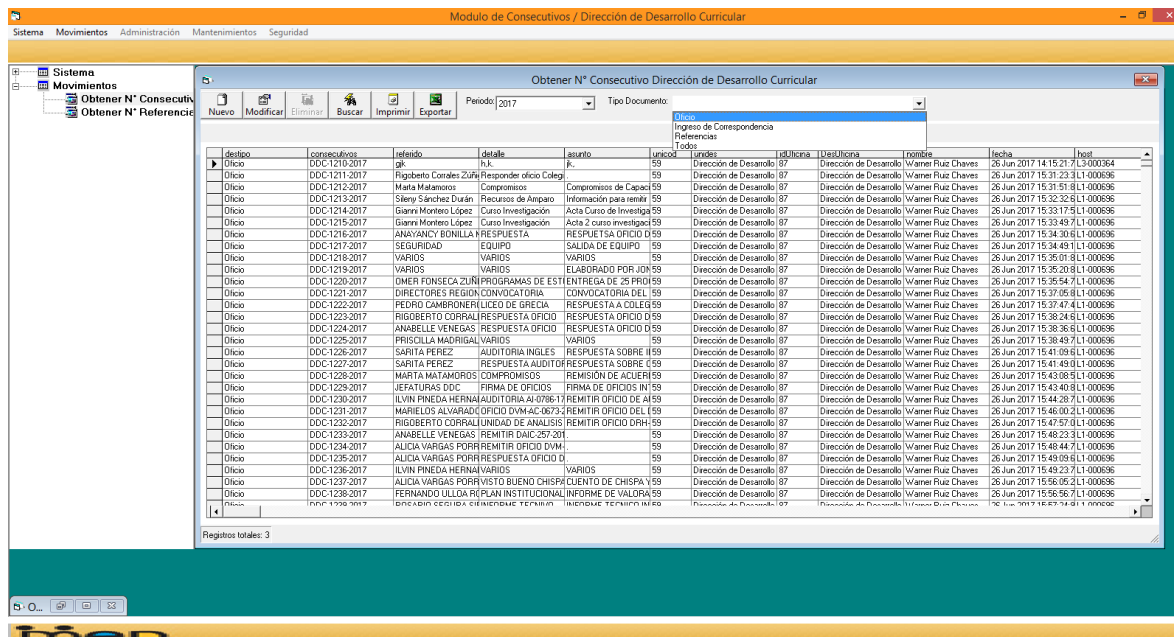 Modulo de Consecutivos / Dirección de Desarrollo Curricular
Sistema Movimientos Administración Mantenimientos Seguridad
Sistema
Movimientos
Obtener N° Consecutiv
Obtener N° Referencie
Obtener N° Consecutivo Dirección de Desarrollo Curricular
Nuevo Modificar Eliminar Buscar Imprimir Exportar
Periodo: 2017 Tipo Documento:
Oficio
Ingreso de Correspondencia
Referencias
Todos
destipo consecutivos referido detalle asunto unicod unides idOficina DesOficina nombre fecha host
Oficio DDC-1210-2017 gjk h,k. jk, 59 Dirección de Desarrollo 87 Dirección de Desarrollo Warner Ruiz Chaves 26 Jun 2017 14:15:21:7 L3-000364
Oficio DDC-1211-2017 Rigoberto Corrales Zúñi Responder oficio Colegi . 59 Dirección de Desarrollo 87 Dirección de Desarrollo Warner Ruiz Chaves 26 Jun 2017 15:31:23:3 L1-000696
Oficio DDC-1212-2017 Marta Matamoros Compromisos Compromisos de Capaci 59 Dirección de Desarrollo 87 Dirección de Desarrollo Warner Ruiz Chaves 26 Jun 2017 15:31:51:8 L1-000696
Oficio DDC-1213-2017 Sileny Sánchez Durán Recursos de Amparo Información para remitir 59 Dirección de Desarrollo 87 Dirección de Desarrollo Warner Ruiz Chaves 26 Jun 2017 15:32:32:6 L1-000696
Oficio DDC-1214-2017 Gianni Montero López Curso Investigación Acta Curso de Investiga 59 Dirección de Desarrollo 87 Dirección de Desarrollo Warner Ruiz Chaves 26 Jun 2017 15:33:17:5 L1-000696
Oficio DDC-1215-2017 Gianni Montero López Curso Investigación Acta 2 curso investigaci 59 Dirección de Desarrollo 87 Dirección de Desarrollo Warner Ruiz Chaves 26 Jun 2017 15:33:49:7 L1-000696
Oficio DDC-1216-2017 ANAYANCY BONILLA M RESPUESTA RESPUETSA OFICIO D 59 Dirección de Desarrollo 87 Dirección de Desarrollo Warner Ruiz Chaves 26 Jun 2017 15:34:30:6 L1-000696
Oficio DDC-1217-2017 SEGURIDAD EQUIPO SALIDA DE EQUIPO 59 Dirección de Desarrollo 87 Dirección de Desarrollo Warner Ruiz Chaves 26 Jun 2017 15:34:49:1 L1-000696
Oficio DDC-1218-2017 VARIOS VARIOS VARIOS 59 Dirección de Desarrollo 87 Dirección de Desarrollo Warner Ruiz Chaves 26 Jun 2017 15:35:01:8 L1-000696
Oficio DDC-1219-2017 VARIOS VARIOS ELABORADO POR JON 59 Dirección de Desarrollo 87 Dirección de Desarrollo Warner Ruiz Chaves 26 Jun 2017 15:35:20:8 L1-000696
Oficio DDC-1220-2017 OMER FONSECA ZUÑI PROGRAMAS DE ESTI ENTREGA DE 25 PRO 59 Dirección de Desarrollo 87 Dirección de Desarrollo Warner Ruiz Chaves 26 Jun 2017 15:35:54:7 L1-000696
Oficio DDC-1221-2017 DIRECTORES REGION CONVOCATORIA CONVOCATORIA DEL 59 Dirección de Desarrollo 87 Dirección de Desarrollo Warner Ruiz Chaves 26 Jun 2017 15:37:05:8 L1-000696
Oficio DDC-1222-2017 PEDRO CAMBRONER LICEO DE GRECIA RESPUESTA A COLEG 59 Dirección de Desarrollo 87 Dirección de Desarrollo Warner Ruiz Chaves 26 Jun 2017 15:37:47:4 L1-000696
Oficio DDC-1223-2017 RIGOBERTO CORRAL RESPUESTA OFICIO RESPUESTA OFICIO D 59 Dirección de Desarrollo 87 Dirección de Desarrollo Warner Ruiz Chaves 26 Jun 2017 15:38:24:6 L1-000696
Oficio DDC-1224-2017 ANABELLE VENEGAS RESPUESTA OFICIO RESPUESTA OFICIO D 59 Dirección de Desarrollo 87 Dirección de Desarrollo Warner Ruiz Chaves 26 Jun 2017 15:38:36:6 L1-000696
Oficio DDC-1225-2017 PRISCILLA MADRIGAL VARIOS VARIOS 59 Dirección de Desarrollo 87 Dirección de Desarrollo Warner Ruiz Chaves 26 Jun 2017 15:38:49:7 L1-000696
Oficio DDC-1226-2017 SARITA PEREZ AUDITORIA INGLES RESPUESTA SOBRE II 59 Dirección de Desarrollo 87 Dirección de Desarrollo Warner Ruiz Chaves 26 Jun 2017 15:41:09:6 L1-000696
Oficio DDC-1227-2017 SARITA PEREZ RESPUESTA AUDITOF RESPUESTA SOBRE 59 Dirección de Desarrollo 87 Dirección de Desarrollo Warner Ruiz Chaves 26 Jun 2017 15:41:49:0 L1-000696
Oficio DDC-1228-2017 MARTA MATAMOROS COMPROMISOS REMISIÓN DE ACUER 59 Dirección de Desarrollo 87 Dirección de Desarrollo Warner Ruiz Chaves 26 Jun 2017 15:43:08:5 L1-000696
Oficio DDC-1229-2017 JEFATURAS DDC FIRMA DE OFICIOS FIRMA DE OFICIOS IN 59 Dirección de Desarrollo 87 Dirección de Desarrollo Warner Ruiz Chaves 26 Jun 2017 15:43:40:8 L1-000696
Oficio DDC-1230-2017 ILVIN PINEDA HERNAI AUDITORIA AI-0786-17 REMITIR OFICIO DE AI 59 Dirección de Desarrollo 87 Dirección de Desarrollo Warner Ruiz Chaves 26 Jun 2017 15:44:28:7 L1-000696
Oficio DDC-1231-2017 MARIELOS ALVARADO OFICIO DVM-AC-0673-2 REMITIR OFICIO DEL 59 Dirección de Desarrollo 87 Dirección de Desarrollo Warner Ruiz Chaves 26 Jun 2017 15:46:00:2 L1-000696
Oficio DDC-1232-2017 RIGOBERTO CORRAL UNIDAD DE ANALISIS REMITIR OFICIO DRH- 59 Dirección de Desarrollo 87 Dirección de Desarrollo Warner Ruiz Chaves 26 Jun 2017 15:47:57:0 L1-000696
Oficio DDC-1233-2017 ANABELLE VENEGAS REMITIR DAIC-257-201 . 59 Dirección de Desarrollo 87 Dirección de Desarrollo Warner Ruiz Chaves 26 Jun 2017 15:48:23:3 L1-000696
Oficio DDC-1234-2017 ALICIA VARGAS PORR REMITIR OFICIO DVM- . 59 Dirección de Desarrollo 87 Dirección de Desarrollo Warner Ruiz Chaves 26 Jun 2017 15:48:44:7 L1-000696
Oficio DDC-1235-2017 ALICIA VARGAS PORR RESPUESTA OFICIO D . 59 Dirección de Desarrollo 87 Dirección de Desarrollo Warner Ruiz Chaves 26 Jun 2017 15:49:09:6 L1-000696
Oficio DDC-1236-2017 ILVIN PINEDA HERNAI VARIOS VARIOS 59 Dirección de Desarrollo 87 Dirección de Desarrollo Warner Ruiz Chaves 26 Jun 2017 15:49:23:7 L1-000696
Oficio DDC-1237-2017 ALICIA VARGAS PORR VISTO BUENO CHISPA CUENTO DE CHISPA Y 59 Dirección de Desarrollo 87 Dirección de Desarrollo Warner Ruiz Chaves 26 Jun 2017 15:56:05:2 L1-000696
Oficio DDC-1238-2017 FERNANDO ULLOA RO PLAN INSTITUCIONAL INFORME DE VALORA 59 Dirección de Desarrollo 87 Dirección de Desarrollo Warner Ruiz Chaves 26 Jun 2017 15:56:56:7 L1-000696
Registros totales: 3
O...